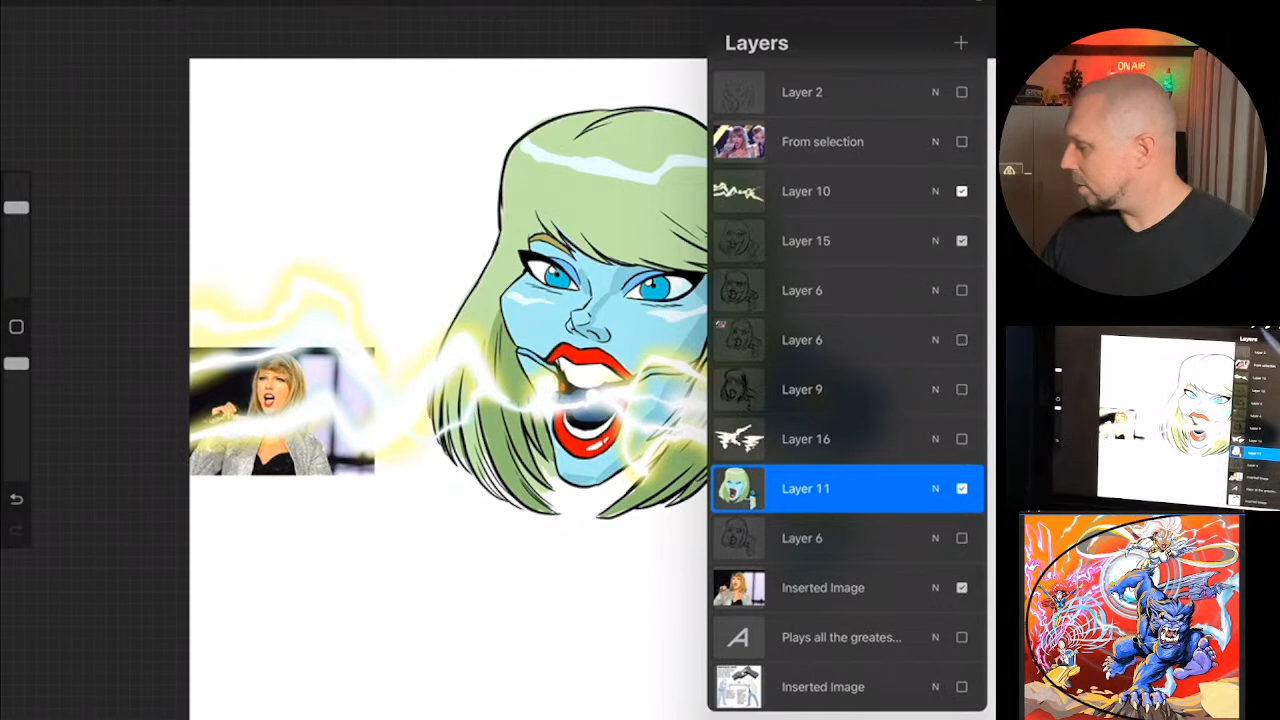 Layers
Layer 2 N
From selection N
Layer 10 N
Layer 15 N
Layer 6 N
Layer 6 N
Layer 9 N
Layer 16 N
Layer 11 N
Layer 6 N
Inserted Image N
Plays all the greates... N
Inserted Image N
ON AIR
Layers